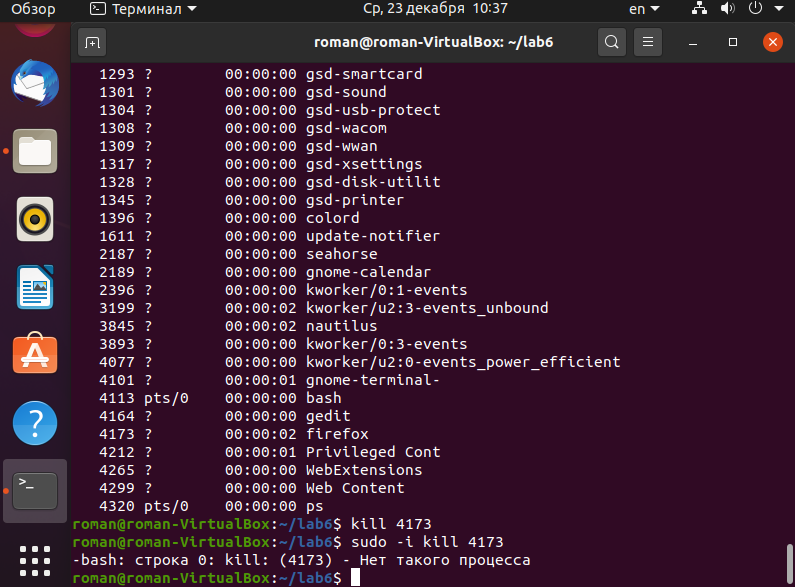 Обзор Терминал Ср, 23 декабря 10:37 en
roman@roman-VirtualBox: ~/lab6
1293 ? 00:00:00 gsd-smartcard
1301 ? 00:00:00 gsd-sound
1304 ? 00:00:00 gsd-usb-protect
1308 ? 00:00:00 gsd-wacom
1309 ? 00:00:00 gsd-wwan
1317 ? 00:00:00 gsd-xsettings
1328 ? 00:00:00 gsd-disk-utilit
1345 ? 00:00:00 gsd-printer
1396 ? 00:00:00 colord
1611 ? 00:00:00 update-notifier
2187 ? 00:00:00 seahorse
2189 ? 00:00:00 gnome-calendar
2396 ? 00:00:00 kworker/0:1-events
3199 ? 00:00:02 kworker/u2:3-events_unbound
3845 ? 00:00:02 nautilus
3893 ? 00:00:00 kworker/0:3-events
4077 ? 00:00:00 kworker/u2:0-events_power_efficient
4101 ? 00:00:01 gnome-terminal-
4113 pts/0 00:00:00 bash
4164 ? 00:00:00 gedit
4173 ? 00:00:02 firefox
4212 ? 00:00:01 Privileged Cont
4265 ? 00:00:00 WebExtensions
4299 ? 00:00:00 Web Content
4320 pts/0 00:00:00 ps
roman@roman-VirtualBox:~/lab6$ kill 4173
roman@roman-VirtualBox:~/lab6$ sudo -i kill 4173
-bash: строка 0: kill: (4173) - Нет такого процесса
roman@roman-VirtualBox:~/lab6$